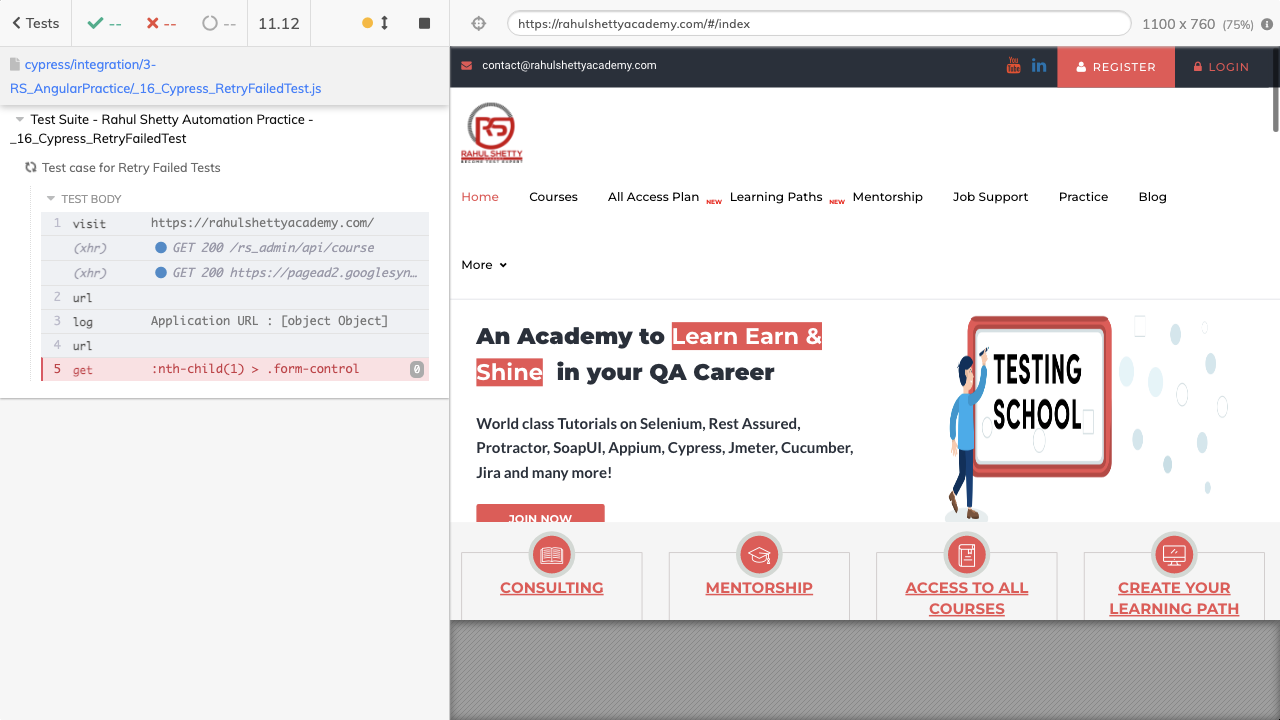 Tests
--
--
--
11.12
https://rahulshettyacademy.com/#/index
1100 x 760 (75%)
cypress/integration/3-
RS_AngularPractice/_16_Cypress_RetryFailedTest.js
Test Suite - Rahul Shetty Automation Practice -
_16_Cypress_RetryFailedTest
Test case for Retry Failed Tests
TEST BODY
1 visit https://rahulshettyacademy.com/
(xhr) GET 200 /rs_admin/api/course
(xhr) GET 200 https://pagead2.googlesyn…
2 url
3 log Application URL : [object Object]
4 url
5 get :nth-child(1) > .form-control 0
contact@rahulshettyacademy.com
You Tube
in
REGISTER
LOGIN
RS
RAHUL SHETTY
Home
Courses
All Access Plan NEW
Learning Paths NEW
Mentorship
Job Support
Practice
Blog
More
An Academy to Learn Earn &
Shine in your QA Career
World class Tutorials on Selenium, Rest Assured,
Protractor, SoapUI, Appium, Cypress, Jmeter, Cucumber,
Jira and many more!
JOIN NOW
TESTING
SCHOOL
CONSULTING
MENTORSHIP
ACCESS TO ALL
COURSES
CREATE YOUR
LEARNING PATH